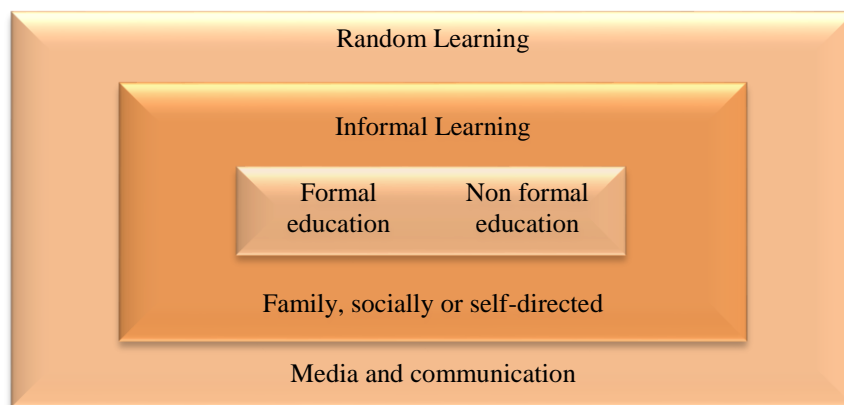 Random Learning
Informal Learning
Formal education
Non formal education
Family, socially or self-directed
Media and communication